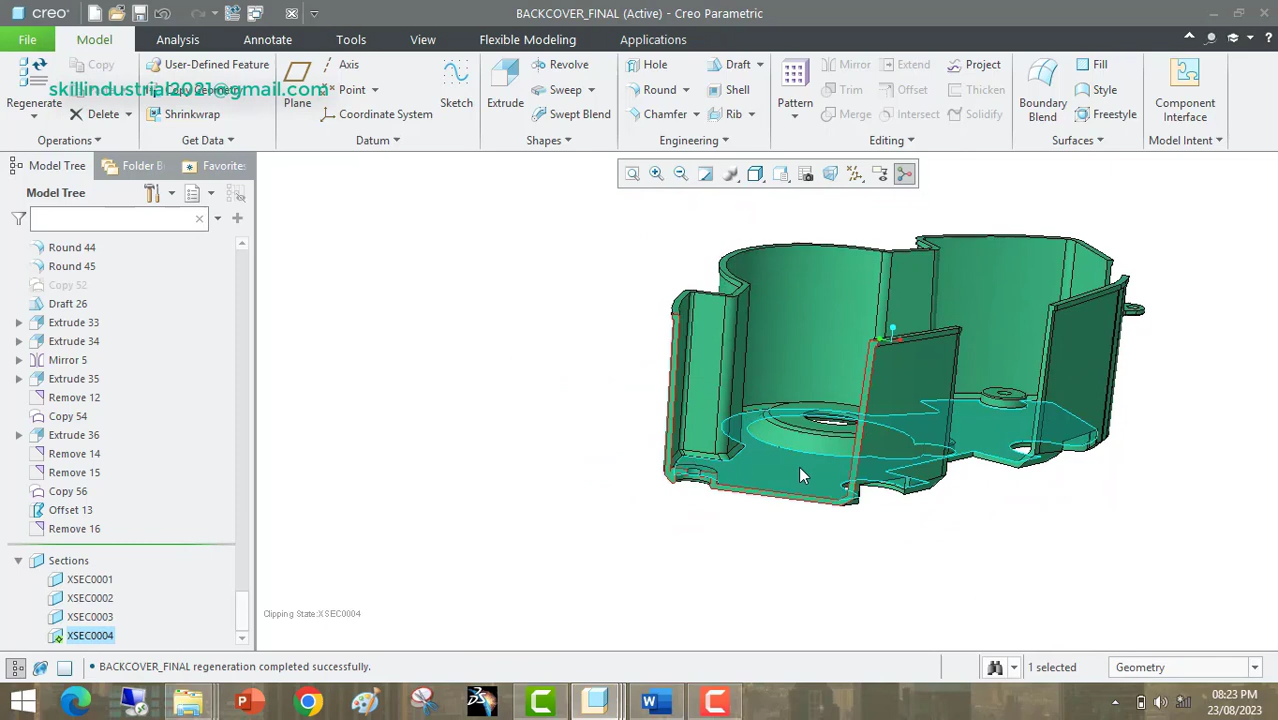 creo
BACKCOVER_FINAL (Active) - Creo Parametric
File Model Analysis Annotate Tools View Flexible Modeling Applications
Regenerate
Copy
Delete
Operations
User-Defined Feature
Copy Geometry
Shrinkwrap
Get Data
skillindustrial2021@gmail.com
Plane
Axis
Point
Coordinate System
Sketch
Datum
Extrude
Revolve
Sweep
Swept Blend
Shapes
Hole
Round
Chamfer
Draft
Shell
Rib
Engineering
Pattern
Mirror
Trim
Merge
Extend
Offset
Intersect
Project
Thicken
Solidify
Editing
Boundary
Blend
Fill
Style
Freestyle
Surfaces
Component
Interface
Model Intent
Model Tree Folder B Favorites
Model Tree
Round 44
Round 45
Copy 52
Draft 26
Extrude 33
Extrude 34
Mirror 5
Extrude 35
Remove 12
Copy 54
Extrude 36
Remove 14
Remove 15
Copy 56
Offset 13
Remove 16
Sections
XSEC0001
XSEC0002
XSEC0003
XSEC0004
Clipping State:XSEC0004
• BACKCOVER_FINAL regeneration completed successfully.
1 selected
Geometry
08:23 PM
23/08/2023